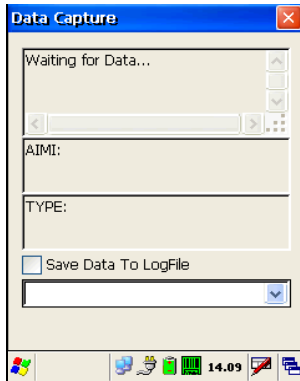 Data Capture
Waiting for Data...
AIMI:
TYPE:
Save Data To LogFile
14.09